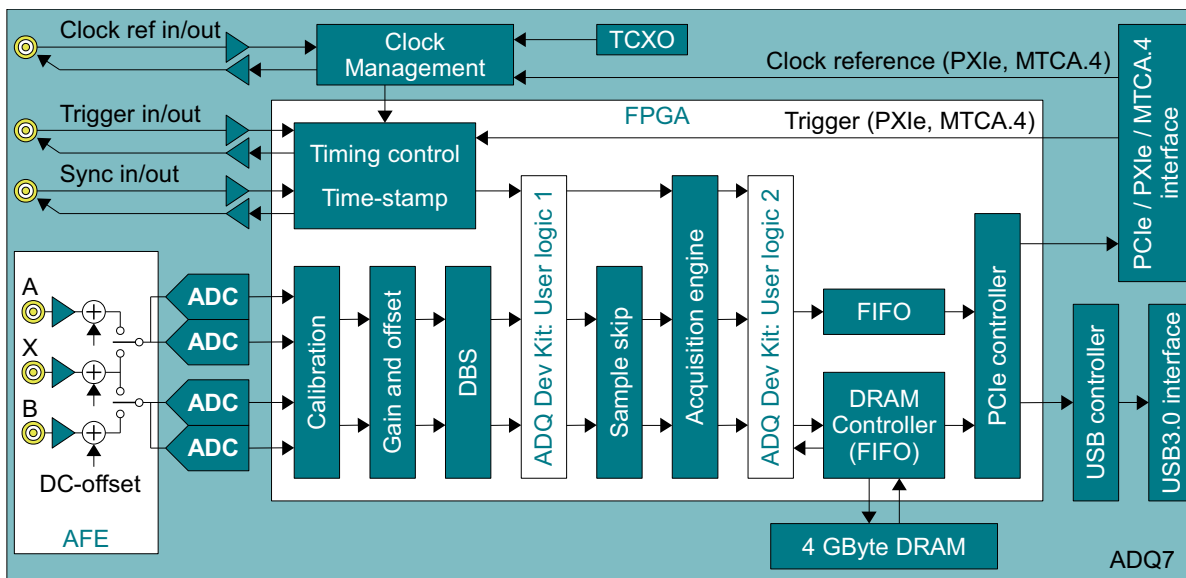 Clock ref in/out
Clock
Management
TCXO
Clock reference (PXIe, MTCA.4)
PCIe / PXIe / MTCA.4
interface
Trigger in/out
FPGA
Trigger (PXIe, MTCA.4)
Timing control
Time-stamp
Sync in/out
A
X
B
DC-offset
AFE
ADC
ADC
ADC
ADC
Calibration
Gain and offset
DBS
ADQ Dev Kit: User logic 1
Sample skip
Acquisition engine
ADQ Dev Kit: User logic 2
FIFO
DRAM
Controller
(FIFO)
PCIe controller
USB controller
USB3.0 interface
4 GByte DRAM
ADQ7